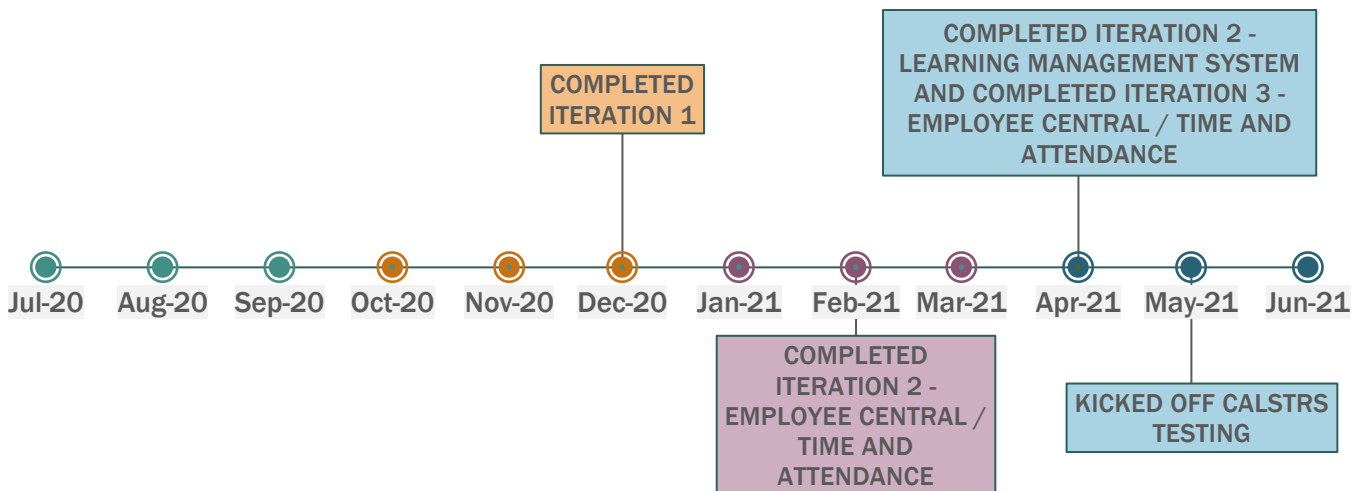 COMPLETED ITERATION 2 -
LEARNING MANAGEMENT SYSTEM
AND COMPLETED ITERATION 3 -
EMPLOYEE CENTRAL / TIME AND
ATTENDANCE
COMPLETED
ITERATION 1
Jul-20 Aug-20 Sep-20 Oct-20 Nov-20 Dec-20 Jan-21 Feb-21 Mar-21 Apr-21 May-21 Jun-21
COMPLETED
ITERATION 2 -
EMPLOYEE CENTRAL /
TIME AND
ATTENDANCE
KICKED OFF CALSTRS
TESTING